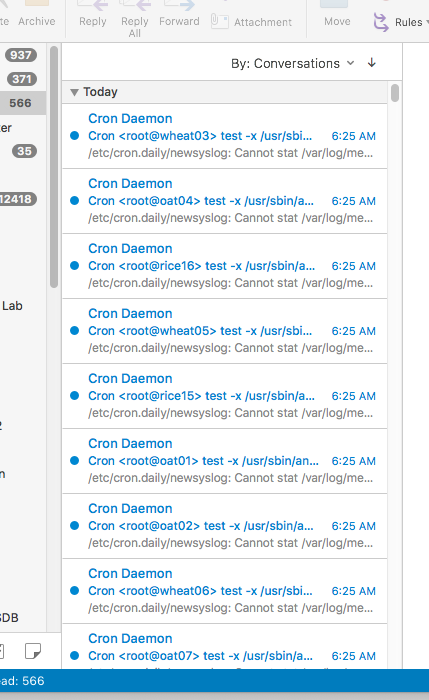 Archive
Reply
Reply
All
Forward
Attachment
Move
Rules
937
371
566
35
12418
Lab
By: Conversations
Today
Cron Daemon
Cron <root@wheat03> test -x /usr/sbi... 6:25 AM
/etc/cron.daily/newsyslog: Cannot stat /var/log/me...
Cron Daemon
Cron <root@oat04> test -x /usr/sbin/a... 6:25 AM
/etc/cron.daily/newsyslog: Cannot stat /var/log/me...
Cron Daemon
Cron <root@rice16> test -x /usr/sbin/a... 6:25 AM
/etc/cron.daily/newsyslog: Cannot stat /var/log/me...
Cron Daemon
Cron <root@wheat05> test -x /usr/sbi... 6:25 AM
/etc/cron.daily/newsyslog: Cannot stat /var/log/me...
Cron Daemon
Cron <root@rice15> test -x /usr/sbin/a... 6:25 AM
/etc/cron.daily/newsyslog: Cannot stat /var/log/me...
Cron Daemon
Cron <root@oat01> test -x /usr/sbin/an... 6:25 AM
/etc/cron.daily/newsyslog: Cannot stat /var/log/me...
Cron Daemon
Cron <root@oat02> test -x /usr/sbin/a... 6:25 AM
/etc/cron.daily/newsyslog: Cannot stat /var/log/me...
Cron Daemon
Cron <root@wheat06> test -x /usr/sbi... 6:25 AM
/etc/cron.daily/newsyslog: Cannot stat /var/log/me...
Cron Daemon
Cron <root@oat07> test -x /usr/sbin/a... 6:25 AM
ead: 566